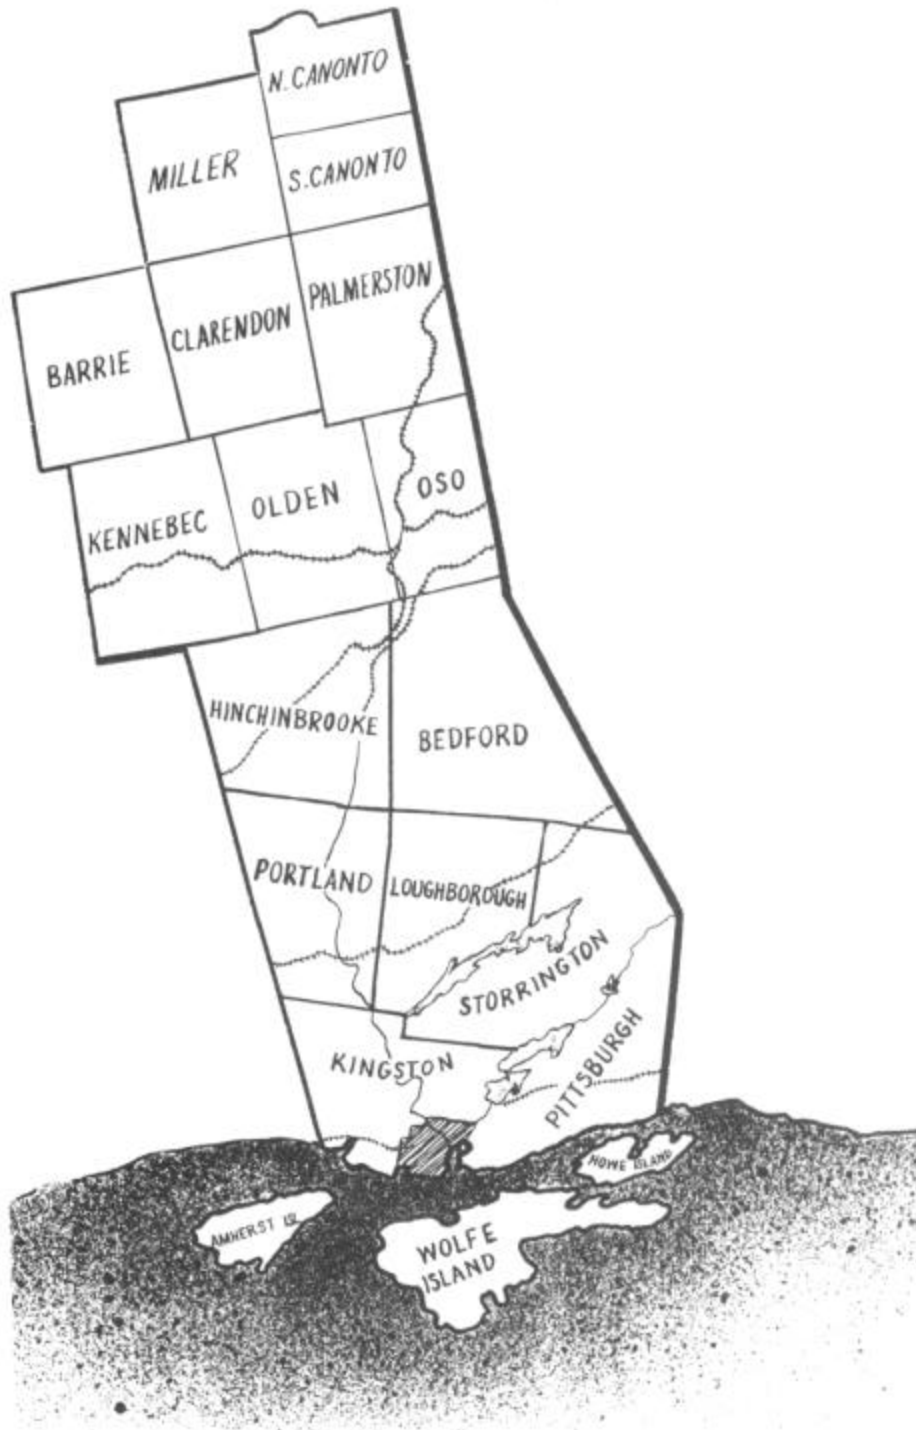 N. CANONTO
MILLER
S. CANONTO
PALMERSTON
CLARENDON
BARRIE
OSO
OLDEN
KENNEBEC
HINCHINBROOKE
BEDFORD
PORTLAND
LOUGHBOROUGH
STORRINGTON
KINGSTON
PITTSBURGH
HOWE ISLAND
AMHERST IS.
WOLFE
ISLAND